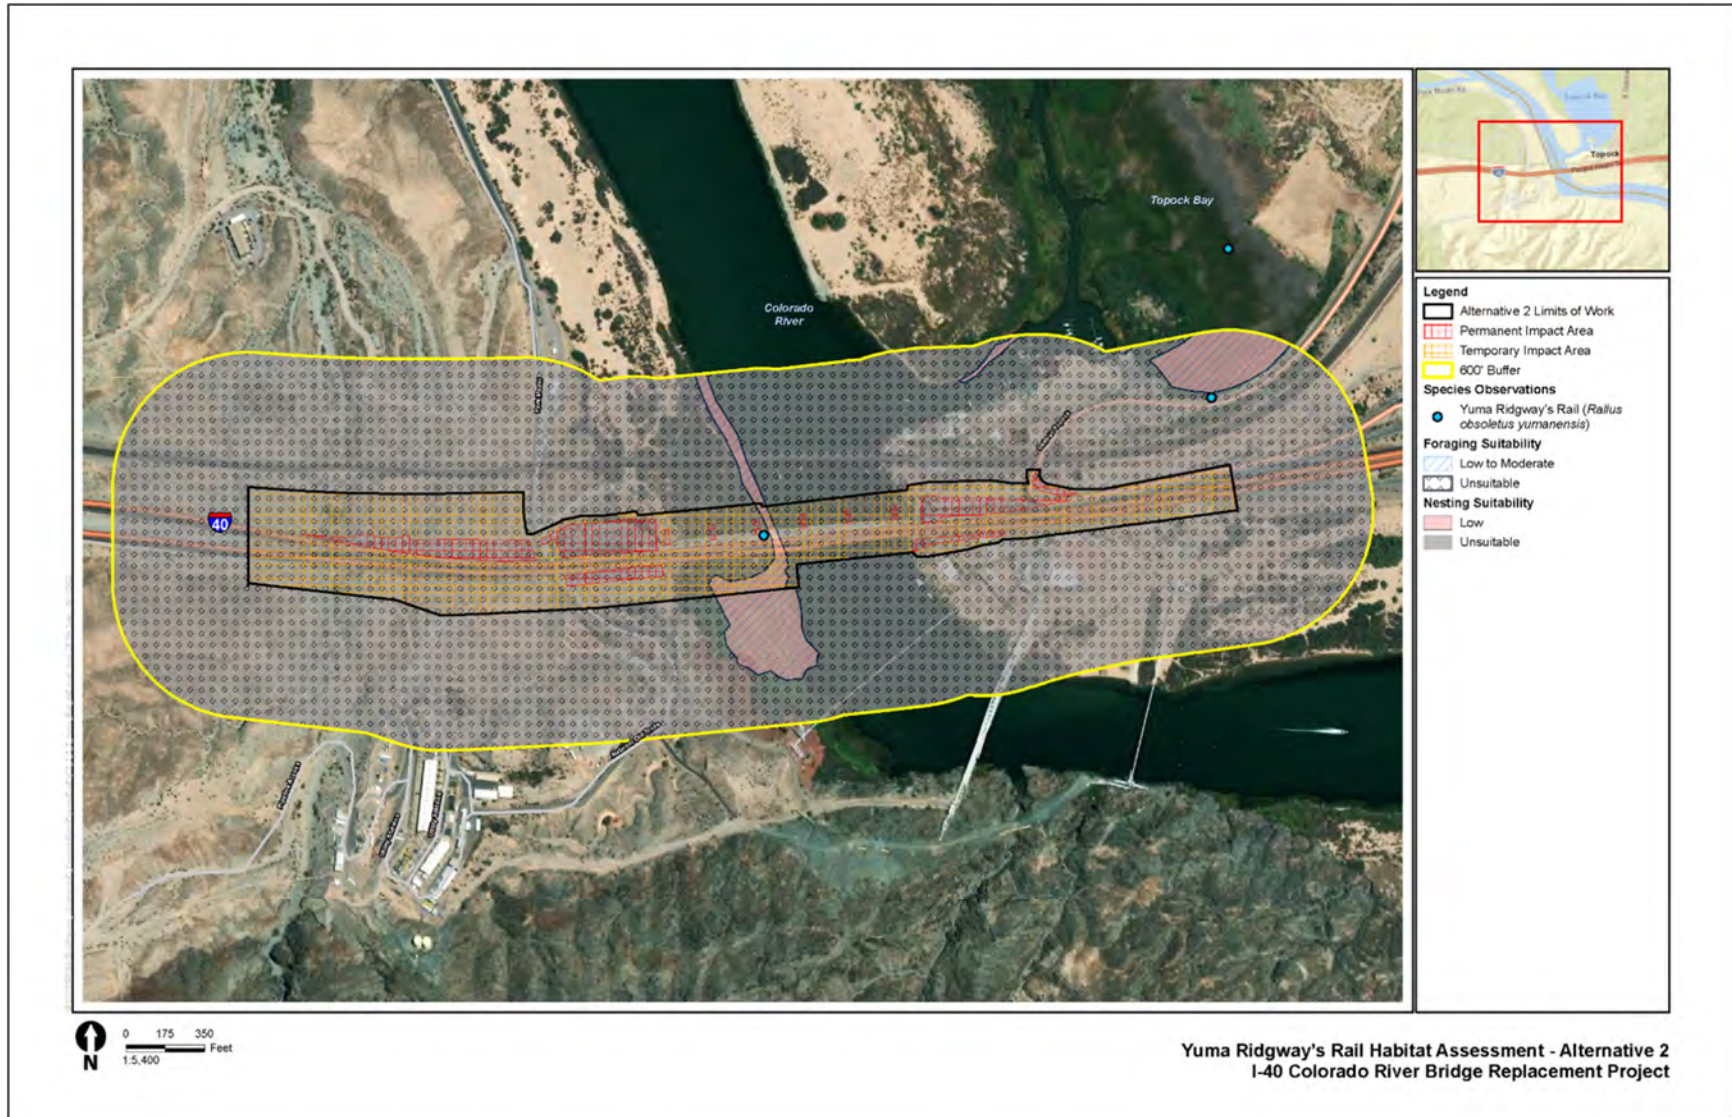 Topock Bay
Colorado
River
40
Topock Bay
Topock
Legend
Alternative 2 Limits of Work
Permanent Impact Area
Temporary Impact Area
600' Buffer
Species Observations
Yuma Ridgway's Rail (Rallus
obsoletus yumanensis)
Foraging Suitability
Low to Moderate
Unsuitable
Nesting Suitability
Low
Unsuitable
N
0 175 350
Feet
1:5,400
Yuma Ridgway's Rail Habitat Assessment - Alternative 2
I-40 Colorado River Bridge Replacement Project